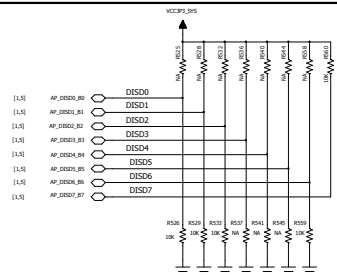 VCC3P3_SYS
R525 R528 R532 R536 R540 R544 R558 R560
NA NA NA NA NA NA NA 10K
[1,5] AP_DISD0_B0 DISD0
[1,5] AP_DISD1_B1 DISD1
[1,5] AP_DISD2_B2 DISD2
[1,5] AP_DISD3_B3 DISD3
[1,5] AP_DISD4_B4 DISD4
[1,5] AP_DISD5_B5 DISD5
[1,5] AP_DISD6_B6 DISD6
[1,5] AP_DISD7_B7 DISD7
R526 R529 R533 R537 R541 R545 R559
10K 10K 10K NA NA NA 10K